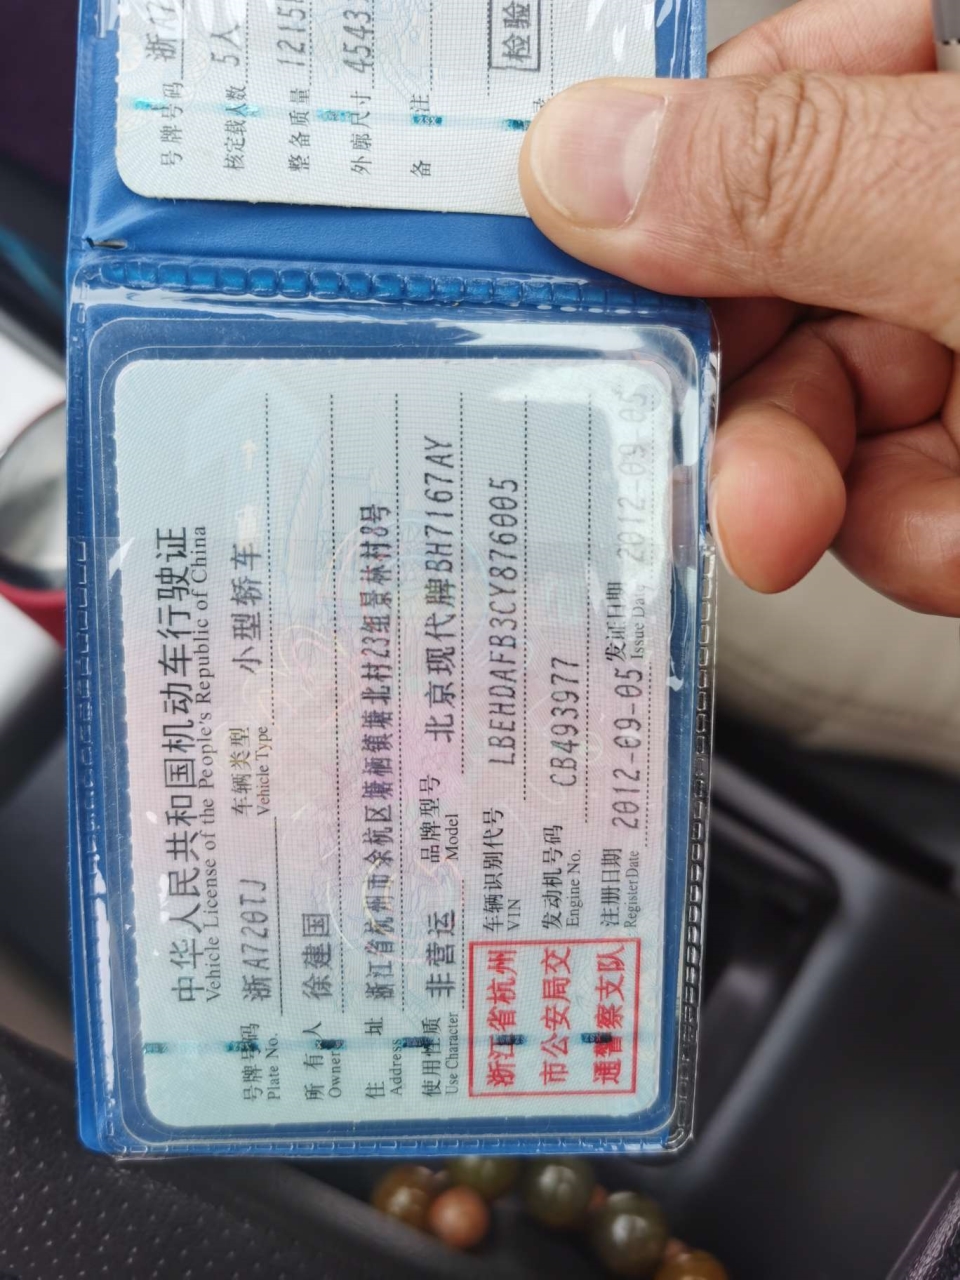 中华人民共和国机动车行驶证
Vehicle License of the People's Republic of China
号牌号码 浙A720TJ 车辆类型 小型轿车
Plate No. Vehicle Type
所有人 徐建国
Owner
住址 浙江省杭州市余杭区塘栖镇塘北村23组景林村8号
Address
使用性质 非营运 品牌型号 北京现代牌BH7167AY
Use Character Model
浙江省杭州
市公安局交
通警察支队
车辆识别代号 LBEHDAFB3CY876005
VIN
发动机号码 CB493977
Engine No.
注册日期 2012-09-05 发证日期 2012-09-05
Register Date Issue Date
号牌号码 浙
核定载人数 5人
整备质量 1215
外廓尺寸 4543
备注
检验